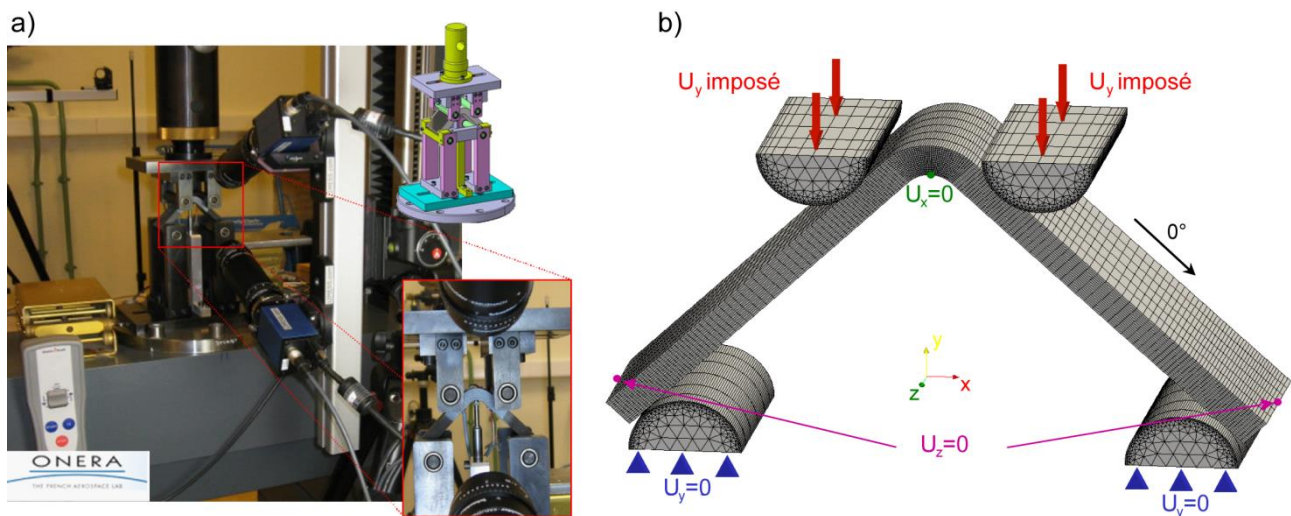 a)
ONERA
THE FRENCH AEROSPACE LAB
b)
Uy imposé
Uy imposé
Ux=0
0°
y
z
x
Uz=0
Uy=0
Uy=0